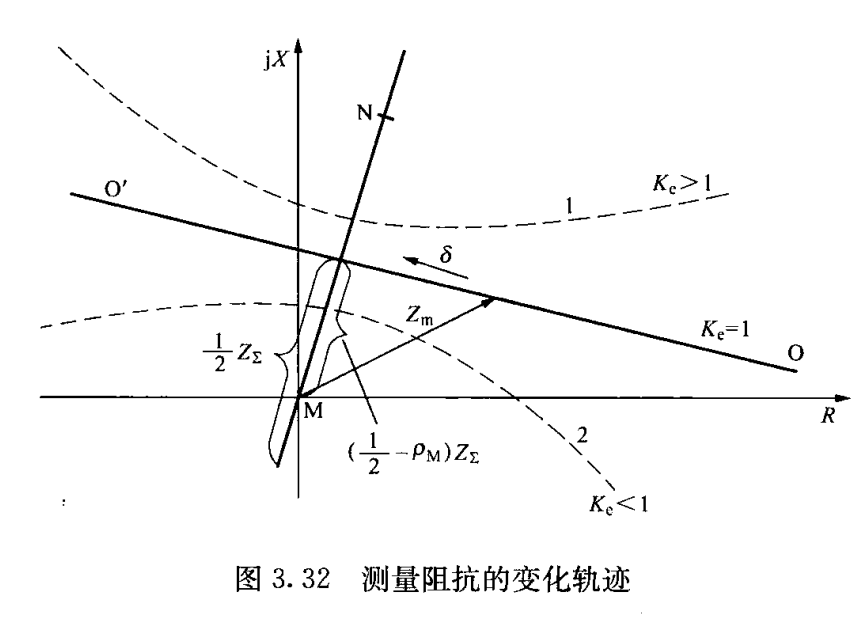 jX
N
K_e>1
O′
1
δ
Z_m
K_e=1
1/2 Z_Σ
O
M
R
2
(1/2-ρ_M)Z_Σ
K_e<1
图 3.32 测量阻抗的变化轨迹